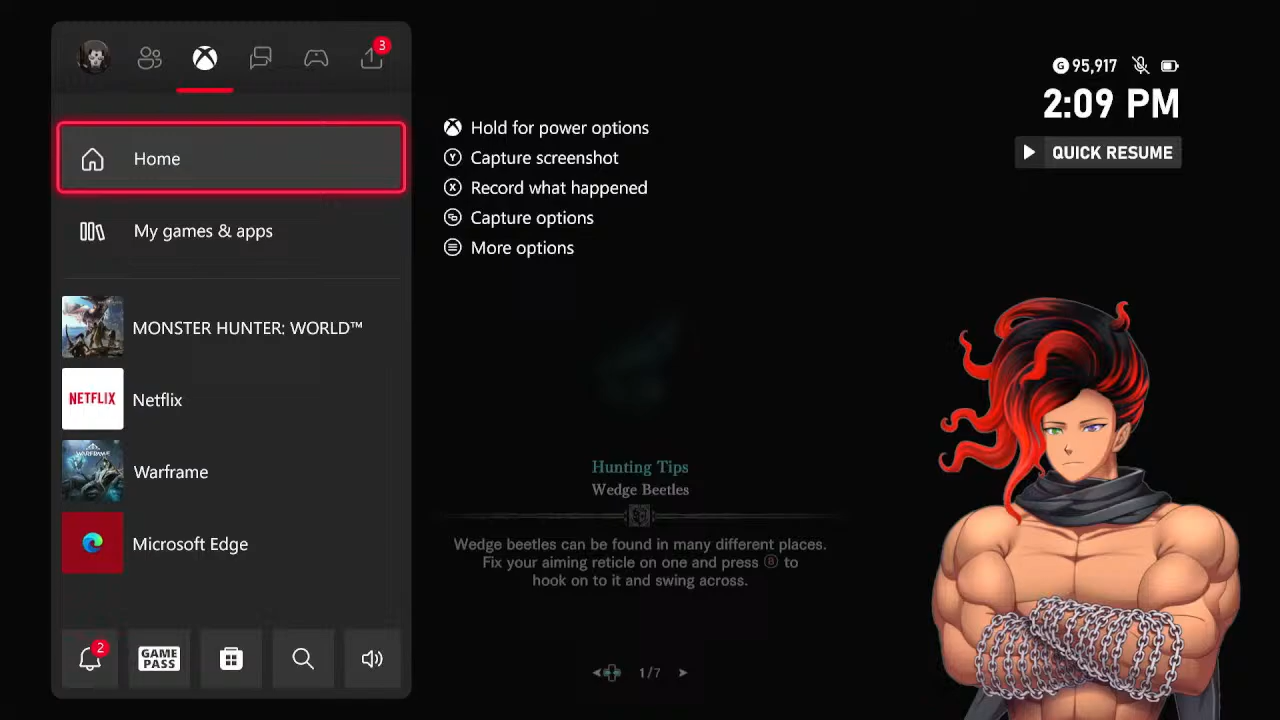 3
Home
My games & apps
MONSTER HUNTER: WORLD™
NETFLIX
Netflix
WARFRAME
Warframe
Microsoft Edge
2
GAME
PASS
Hold for power options
Y
Capture screenshot
X
Record what happened
Capture options
More options
Hunting Tips
Wedge Beetles
Wedge beetles can be found in many different places.
Fix your aiming reticle on one and press B to
hook on to it and swing across.
1/7
G 95,917
2:09 PM
QUICK RESUME